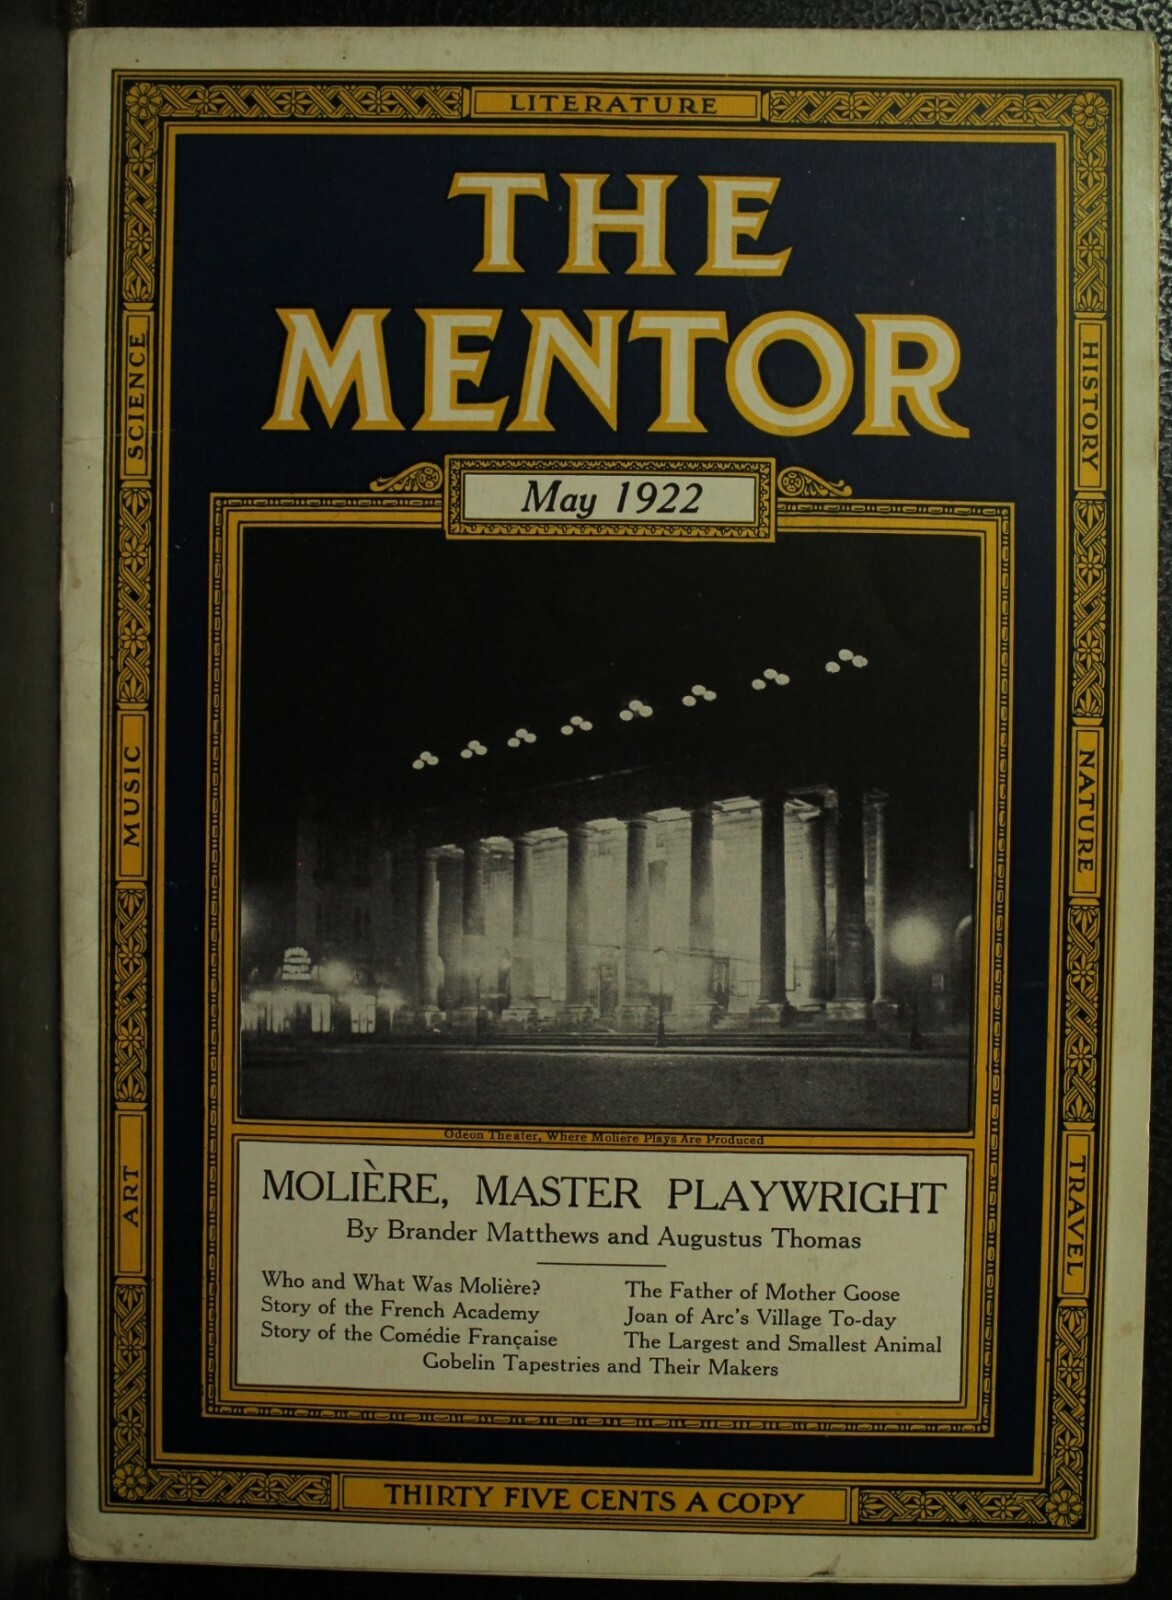 LITERATURE
THE
MENTOR
May 1922
SCIENCE
MUSIC
ART
HISTORY
NATURE
TRAVEL
Odeon Theater, Where Moliere Plays Are Produced
MOLIÈRE, MASTER PLAYWRIGHT
By Brander Matthews and Augustus Thomas
Who and What Was Molière?
Story of the French Academy
Story of the Comédie Française
The Father of Mother Goose
Joan of Arc's Village To-day
The Largest and Smallest Animal
Gobelin Tapestries and Their Makers
THIRTY FIVE CENTS A COPY